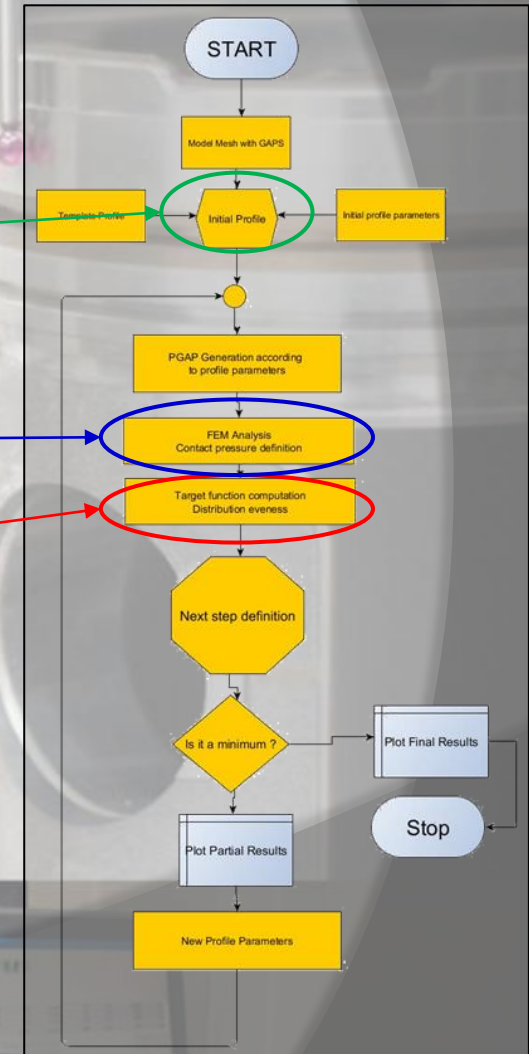 START
Model Mesh with GAPS
Template Profile
Initial Profile
Initial profile parameters
PGAP Generation according
to profile parameters
FEM Analysis
Contact pressure definition
Target function computation
Distribution eveness
Next step definition
Is it a minimum ?
Plot Final Results
Stop
Plot Partial Results
New Profile Parameters